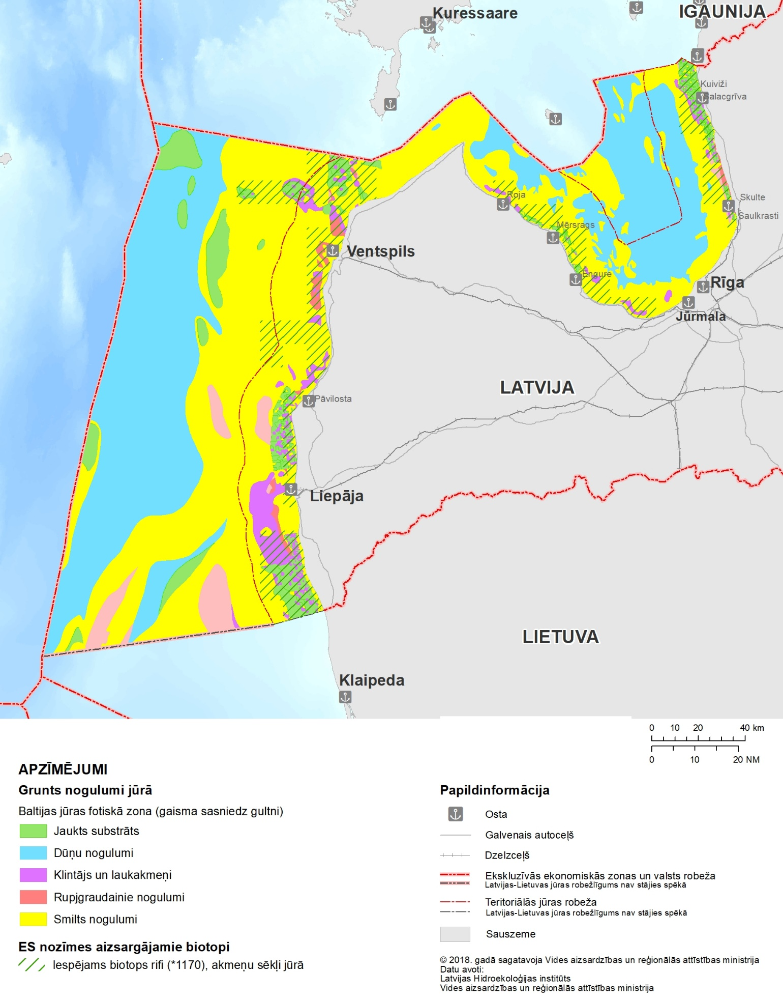 Kuressaare
IGAUNIJA
Kuiviži
Salacgrīva
Roja
Skulte
Saulkrasti
Mērsrags
Ventspils
Engure
Rīga
Jūrmala
LATVIJA
Pāvilosta
Liepāja
LIETUVA
Klaipeda
0 10 20 40 km
0 10 20 NM
APZĪMĒJUMI
Grunts nogulumi jūrā
Baltijas jūras fotiskā zona (gaisma sasniedz gultni)
Jaukts substrāts
Dūņu nogulumi
Klintājs un laukakmeņi
Rupjgraudainie nogulumi
Smilts nogulumi
ES nozīmes aizsargājamie biotopi
Iespējams biotops rifi (*1170), akmeņu sēkļi jūrā
Papildinformācija
Osta
Galvenais autoceļš
Dzelzceļš
Ekskluzīvās ekonomiskās zonas un valsts robeža
Latvijas-Lietuvas jūras robežlīgums nav stājies spēkā
Teritoriālās jūras robeža
Latvijas-Lietuvas jūras robežlīgums nav stājies spēkā
Sauszeme
© 2018. gadā sagatavoja Vides aizsardzības un reģionālās attīstības ministrija
Datu avoti:
Latvijas Hidroekoloģijas institūts
Vides aizsardzības un reģionālās attīstības ministrija